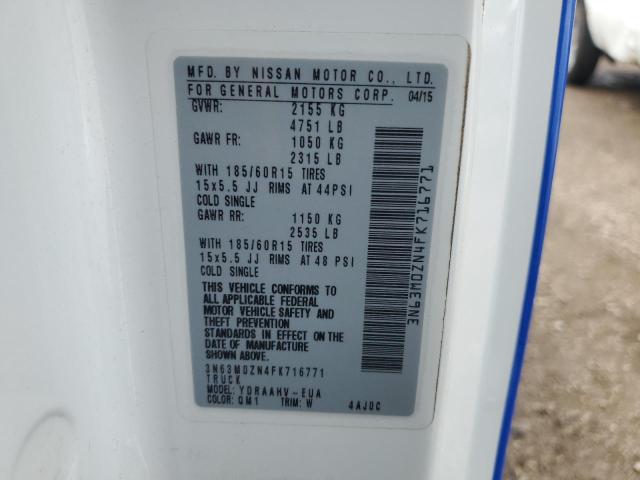 MFD. BY NISSAN MOTOR CO., LTD.
FOR GENERAL MOTORS CORP. 04/15
GVWR: 2155 KG
4751 LB
GAWR FR: 1050 KG
2315 LB
WITH 185/60R15 TIRES
15x5.5 JJ RIMS AT 44PSI
COLD SINGLE
GAWR RR: 1150 KG
2535 LB
WITH 185/60R15 TIRES
15x5.5 JJ RIMS AT 48 PSI
COLD SINGLE
THIS VEHICLE CONFORMS TO
ALL APPLICABLE FEDERAL
MOTOR VEHICLE SAFETY AND
THEFT PREVENTION
STANDARDS IN EFFECT ON THE
DATE OF MANUFACTURE
SHOWN ABOVE.
3N63M0ZN4FK716771
TRUCK
MODEL: YDRAAHV-EUA
COLOR: QM1 TRIM: W 4AJ0C
3N63M0ZN4FK716771